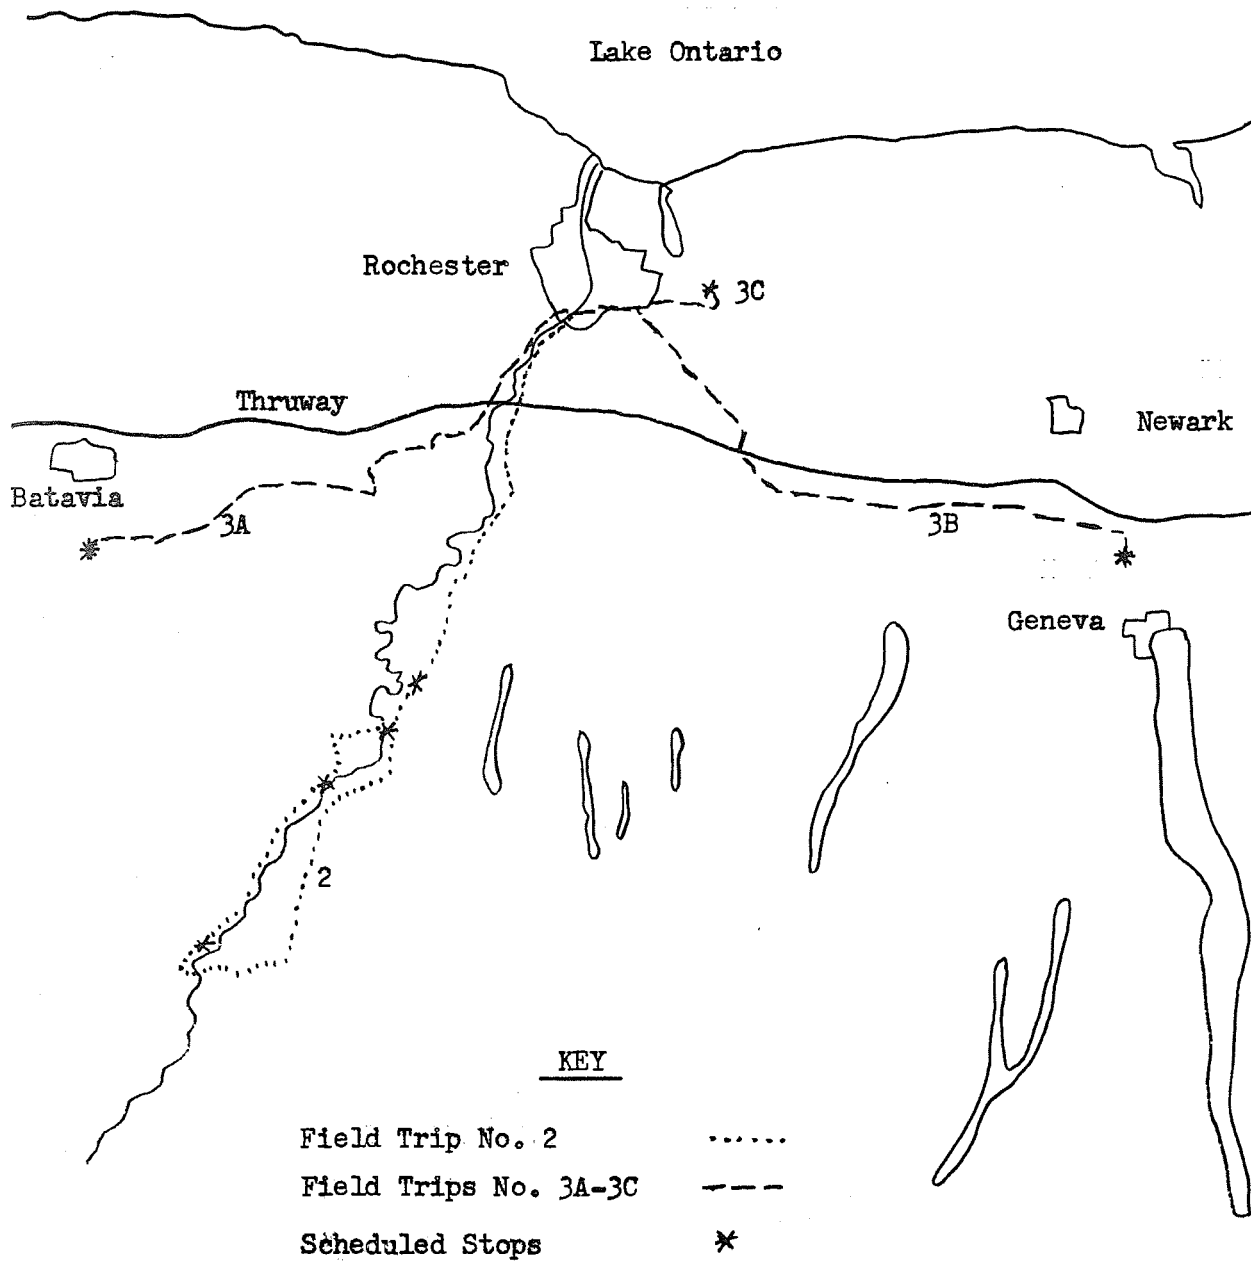 Lake Ontario
Rochester
3C
Thruway
Newark
Batavia
3A
3B
Geneva
2
KEY
Field Trip No. 2
Field Trips No. 3A-3C
Scheduled Stops